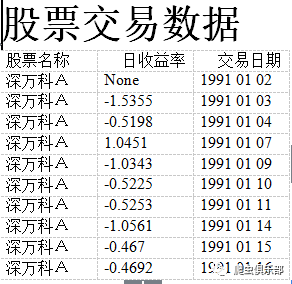 股票交易数据
股票名称 日收益率 交易日期
深万科A None 1991 01 02
深万科A -1.5355 1991 01 03
深万科A -0.5198 1991 01 04
深万科A 1.0451 1991 01 07
深万科A -1.0343 1991 01 09
深万科A -0.5225 1991 01 10
深万科A -0.5253 1991 01 11
深万科A -1.0561 1991 01 14
深万科A -0.467 1991 01 15
深万科A -0.4692 1991 01 16
爬虫俱乐部